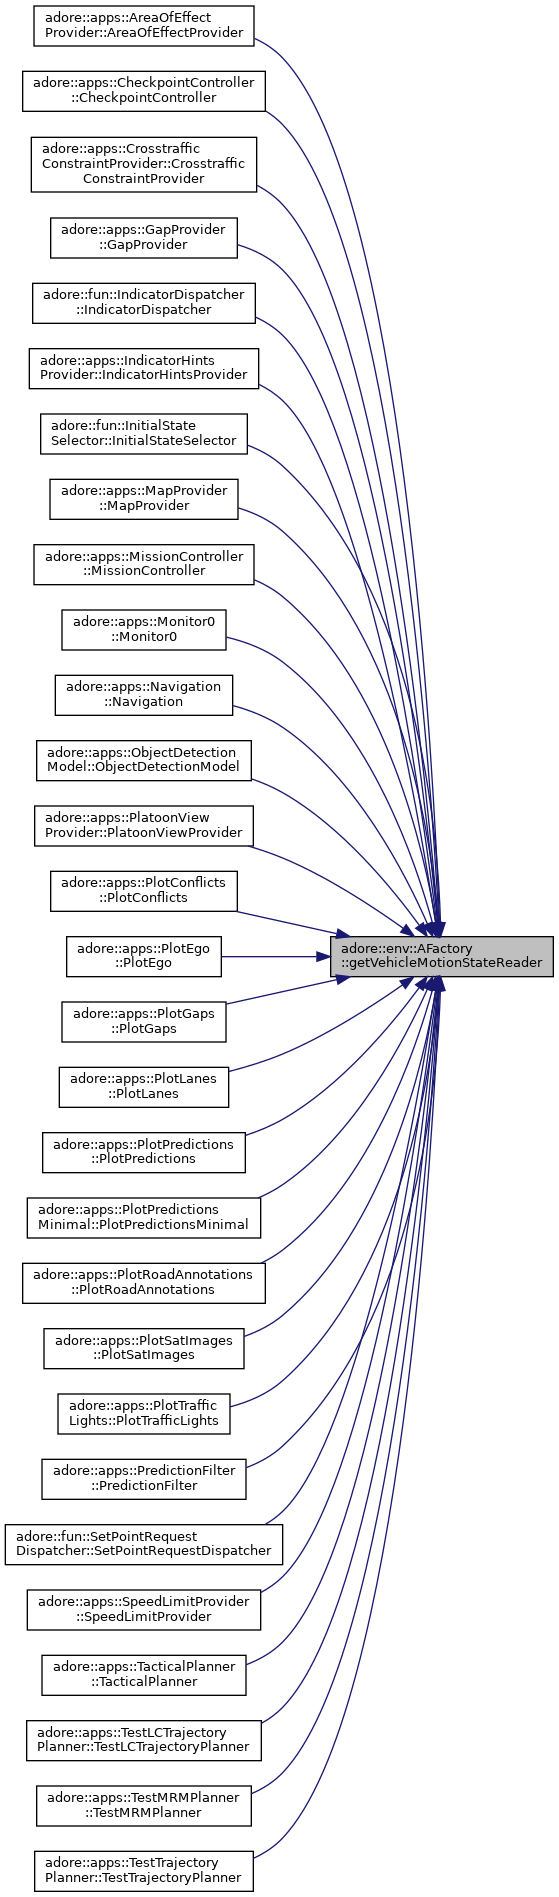 adore::apps::AreaOfEffect
Provider::AreaOfEffectProvider
adore::apps::CheckpointController
::CheckpointController
adore::apps::Crosstraffic
ConstraintProvider::Crosstraffic
ConstraintProvider
adore::apps::GapProvider
::GapProvider
adore::fun::IndicatorDispatcher
::IndicatorDispatcher
adore::apps::IndicatorHints
Provider::IndicatorHintsProvider
adore::fun::InitialState
Selector::InitialStateSelector
adore::apps::MapProvider
::MapProvider
adore::apps::MissionController
::MissionController
adore::apps::Monitor0
::Monitor0
adore::apps::Navigation
::Navigation
adore::apps::ObjectDetection
Model::ObjectDetectionModel
adore::apps::PlatoonView
Provider::PlatoonViewProvider
adore::apps::PlotConflicts
::PlotConflicts
adore::apps::PlotEgo
::PlotEgo
adore::env::AFactory
::getVehicleMotionStateReader
adore::apps::PlotGaps
::PlotGaps
adore::apps::PlotLanes
::PlotLanes
adore::apps::PlotPredictions
::PlotPredictions
adore::apps::PlotPredictions
Minimal::PlotPredictionsMinimal
adore::apps::PlotRoadAnnotations
::PlotRoadAnnotations
adore::apps::PlotSatImages
::PlotSatImages
adore::apps::PlotTraffic
Lights::PlotTrafficLights
adore::apps::PredictionFilter
::PredictionFilter
adore::fun::SetPointRequest
Dispatcher::SetPointRequestDispatcher
adore::apps::SpeedLimitProvider
::SpeedLimitProvider
adore::apps::TacticalPlanner
::TacticalPlanner
adore::apps::TestLCTrajectory
Planner::TestLCTrajectoryPlanner
adore::apps::TestMRMPlanner
::TestMRMPlanner
adore::apps::TestTrajectory
Planner::TestTrajectoryPlanner